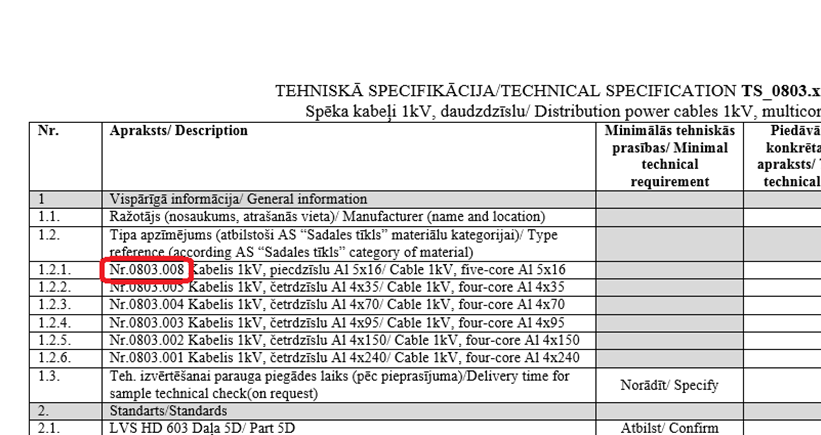 TEHNISKĀ SPECIFIKĀCIJA/TECHNICAL SPECIFICATION TS_0803.x
Spēka kabeļi 1kV, daudzdzīslu/ Distribution power cables 1kV, multicor
Nr. Apraksts/ Description Minimālās tehniskās Piedāvā
prasības/ Minimal konkrēta
technical apraksts/
requirement technical
1 Vispārīgā informācija/ General information
1.1. Ražotājs (nosaukums, atrašanās vieta)/ Manufacturer (name and location)
1.2. Tipa apzīmējums (atbilstoši AS “Sadales tīkls” materiālu kategorijai)/ Type
reference (according AS “Sadales tīkls” category of material)
1.2.1. Nr.0803.008 Kabelis 1kV, piecdzīslu Al 5x16/ Cable 1kV, five-core Al 5x16
1.2.2. Nr.0803.005 Kabelis 1kV, četrdzīslu Al 4x35/ Cable 1kV, four-core Al 4x35
1.2.3. Nr.0803.004 Kabelis 1kV, četrdzīslu Al 4x70/ Cable 1kV, four-core Al 4x70
1.2.4. Nr.0803.003 Kabelis 1kV, četrdzīslu Al 4x95/ Cable 1kV, four-core Al 4x95
1.2.5. Nr.0803.002 Kabelis 1kV, četrdzīslu Al 4x150/ Cable 1kV, four-core Al 4x150
1.2.6. Nr.0803.001 Kabelis 1kV, četrdzīslu Al 4x240/ Cable 1kV, four-core Al 4x240
1.3. Teh. izvērtēšanai parauga piegādes laiks (pēc pieprasījuma)/Delivery time for
sample technical check(on request) Norādīt/ Specify
2. Standarts/Standards
2.1. LVS HD 603 Daļa 5D/ Part 5D Atbilst/ Confirm